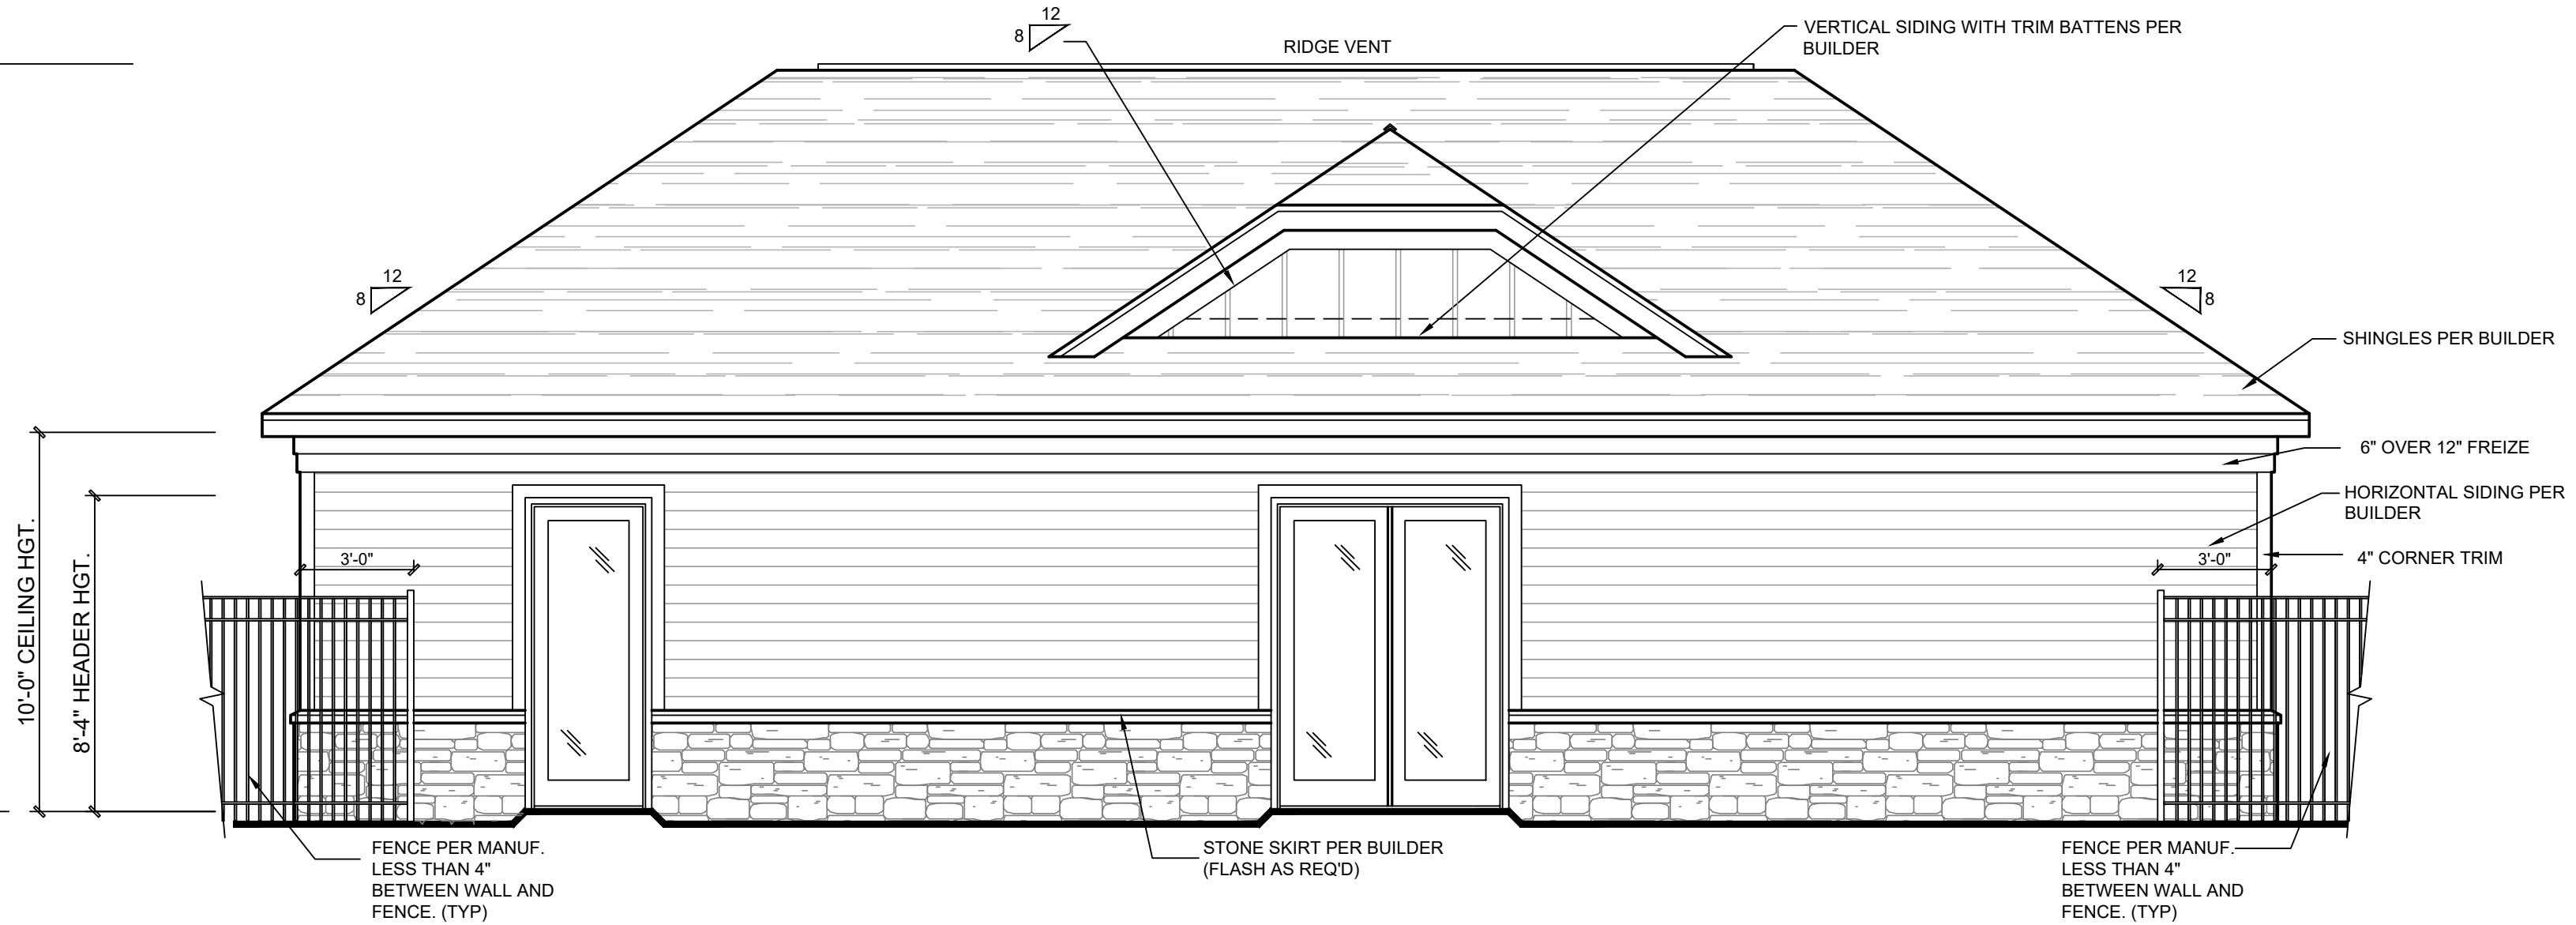 12
8
RIDGE VENT
VERTICAL SIDING WITH TRIM BATTENS PER
BUILDER
12
8
12
8
SHINGLES PER BUILDER
6" OVER 12" FREIZE
HORIZONTAL SIDING PER
BUILDER
4" CORNER TRIM
3'-0"
3'-0"
10'-0" CEILING HGT.
8'-4" HEADER HGT.
FENCE PER MANUF.
LESS THAN 4"
BETWEEN WALL AND
FENCE. (TYP)
STONE SKIRT PER BUILDER
(FLASH AS REQ'D)
FENCE PER MANUF.
LESS THAN 4"
BETWEEN WALL AND
FENCE. (TYP)